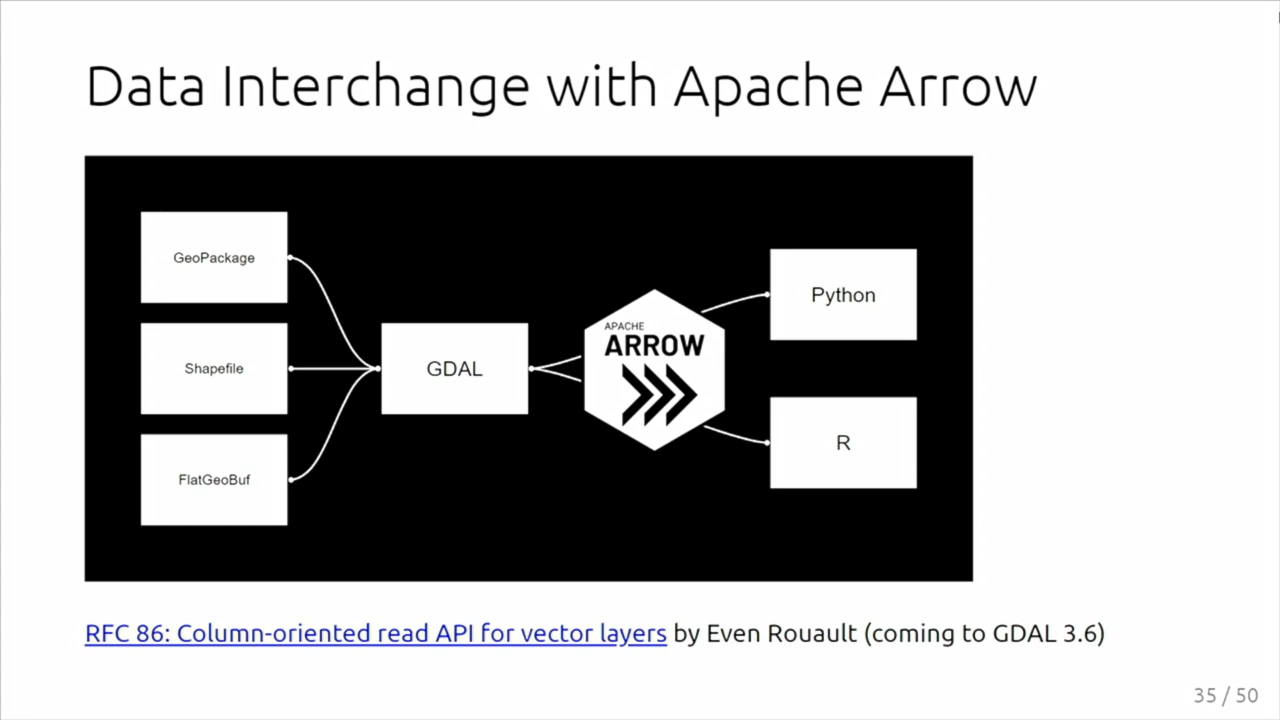 Data Interchange with Apache Arrow
GeoPackage
Shapefile
FlatGeoBuf
GDAL
APACHE
ARROW
Python
R
RFC 86: Column-oriented read API for vector layers by Even Rouault (coming to GDAL 3.6)
35 / 50